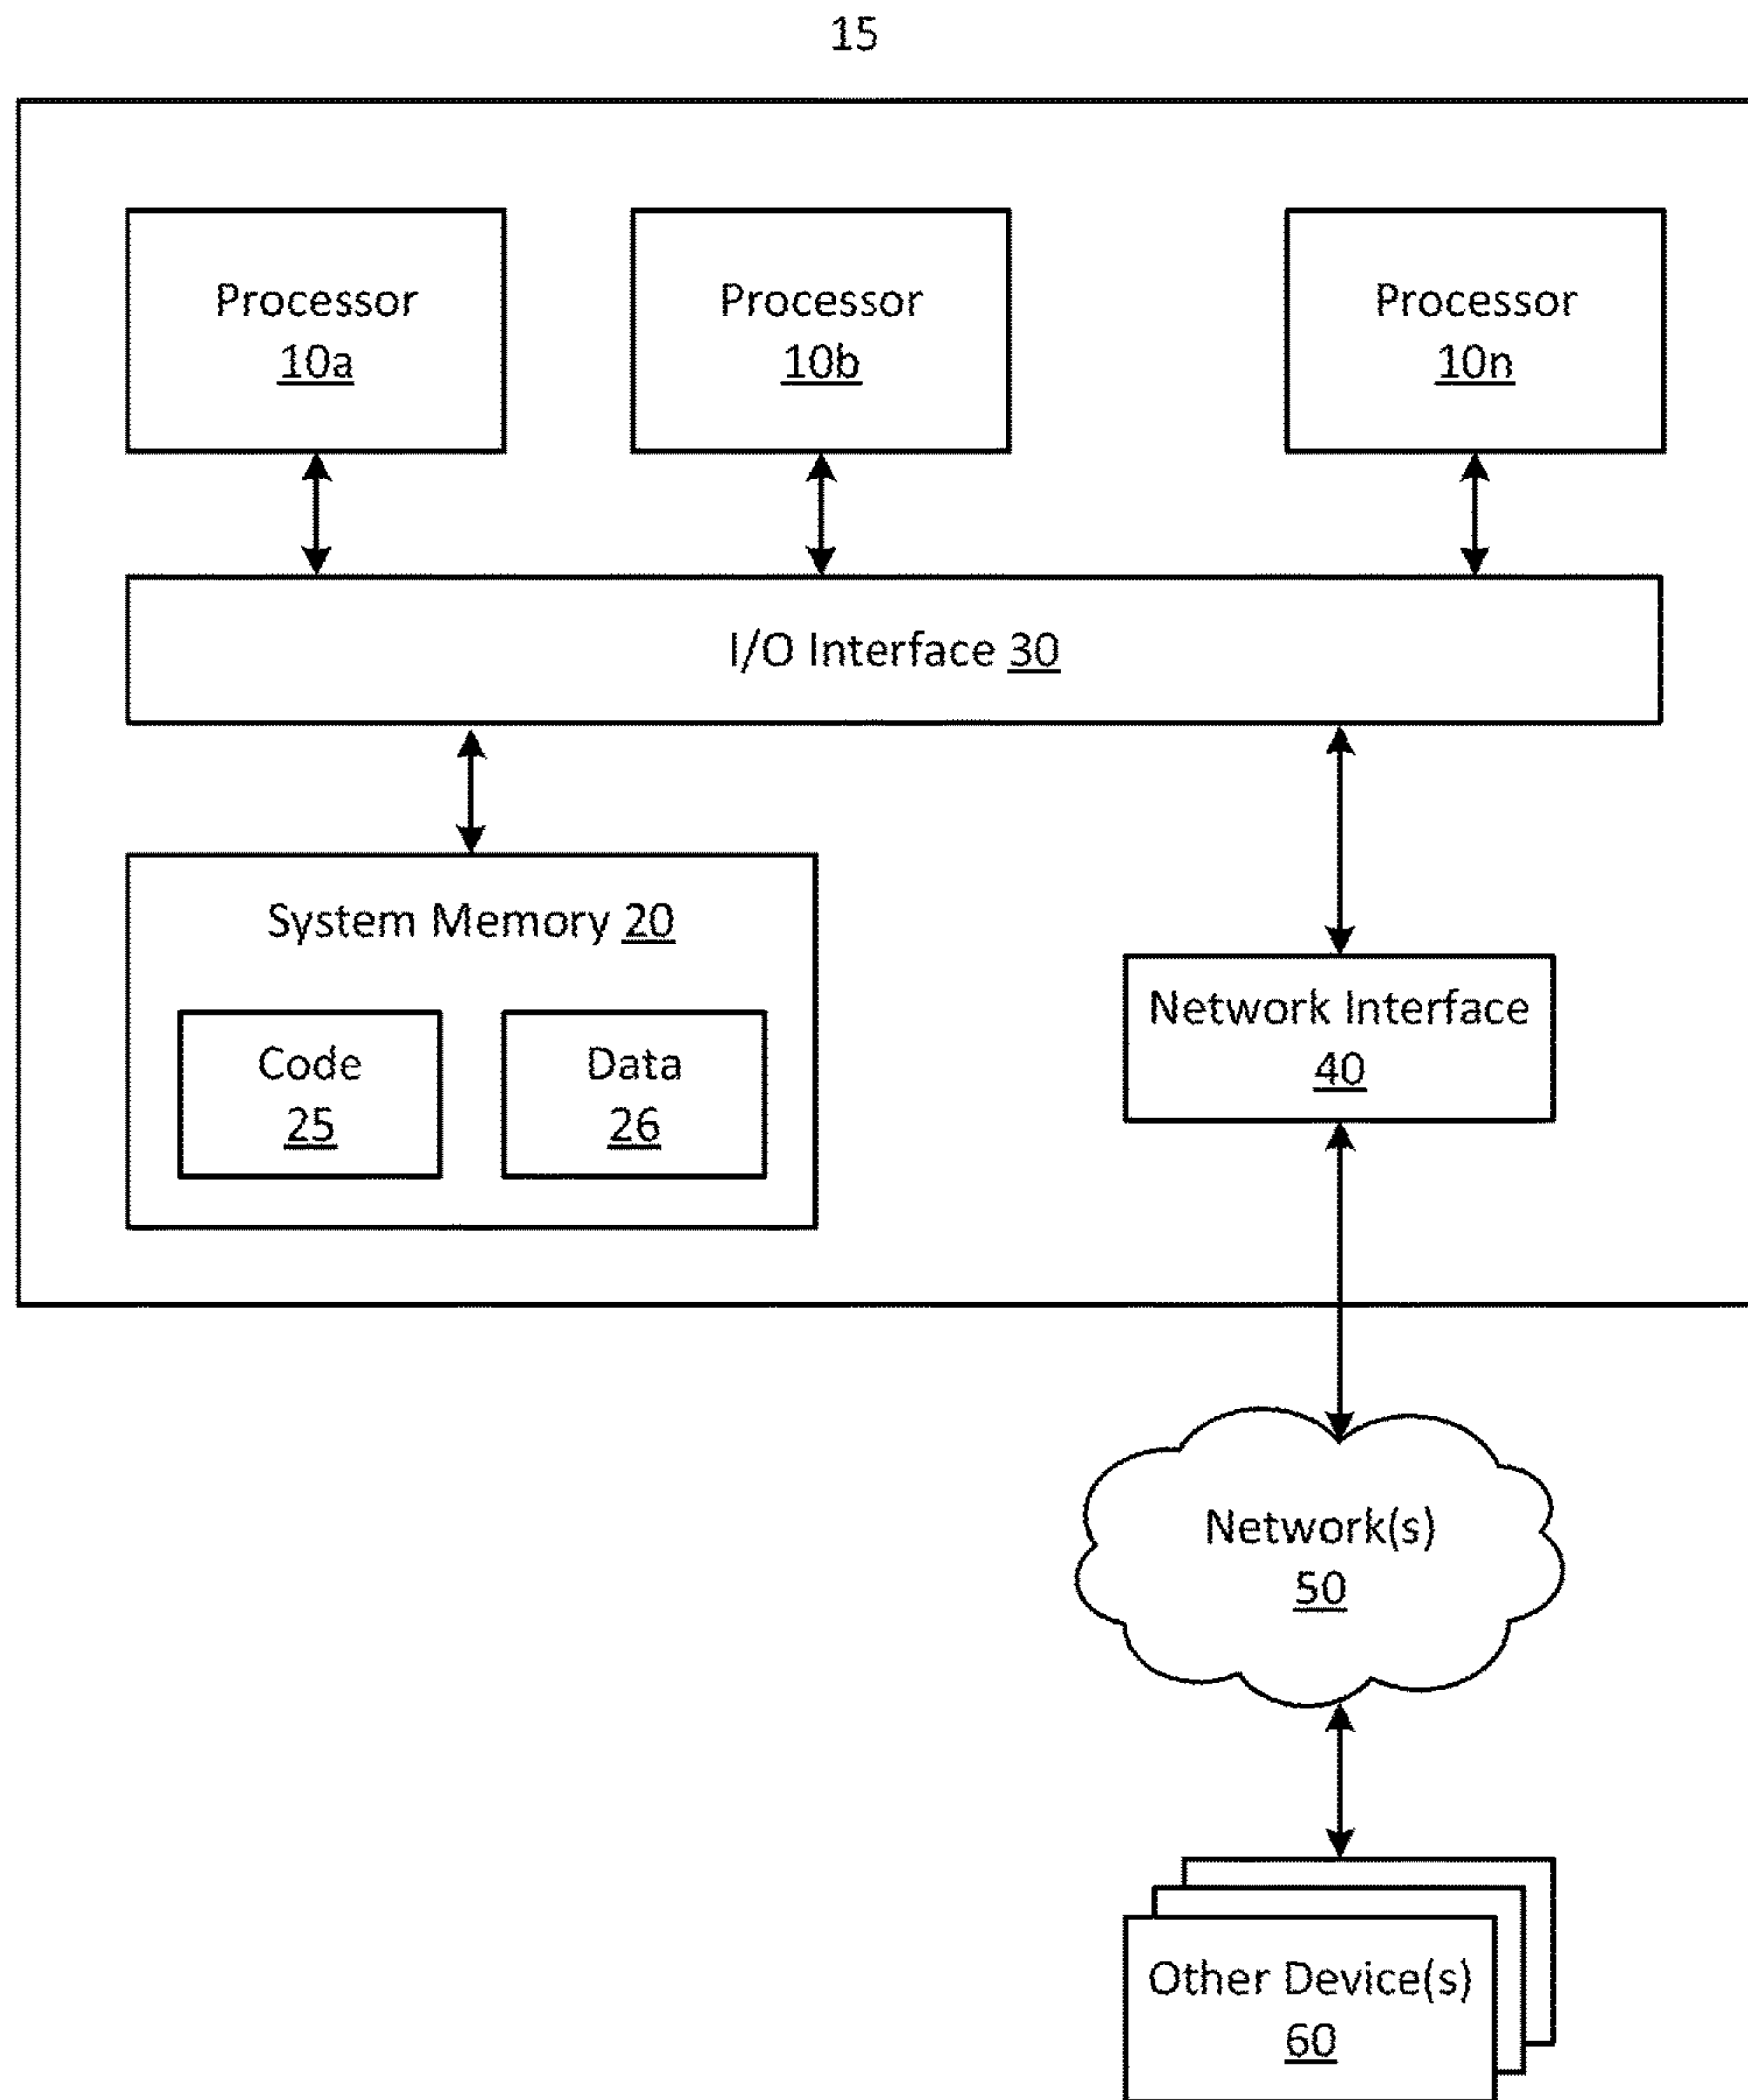 15
Processor
10a
Processor
10b
Processor
10n
I/O Interface 30
System Memory 20
Code
25
Data
26
Network Interface
40
Network(s)
50
Other Device(s)
60